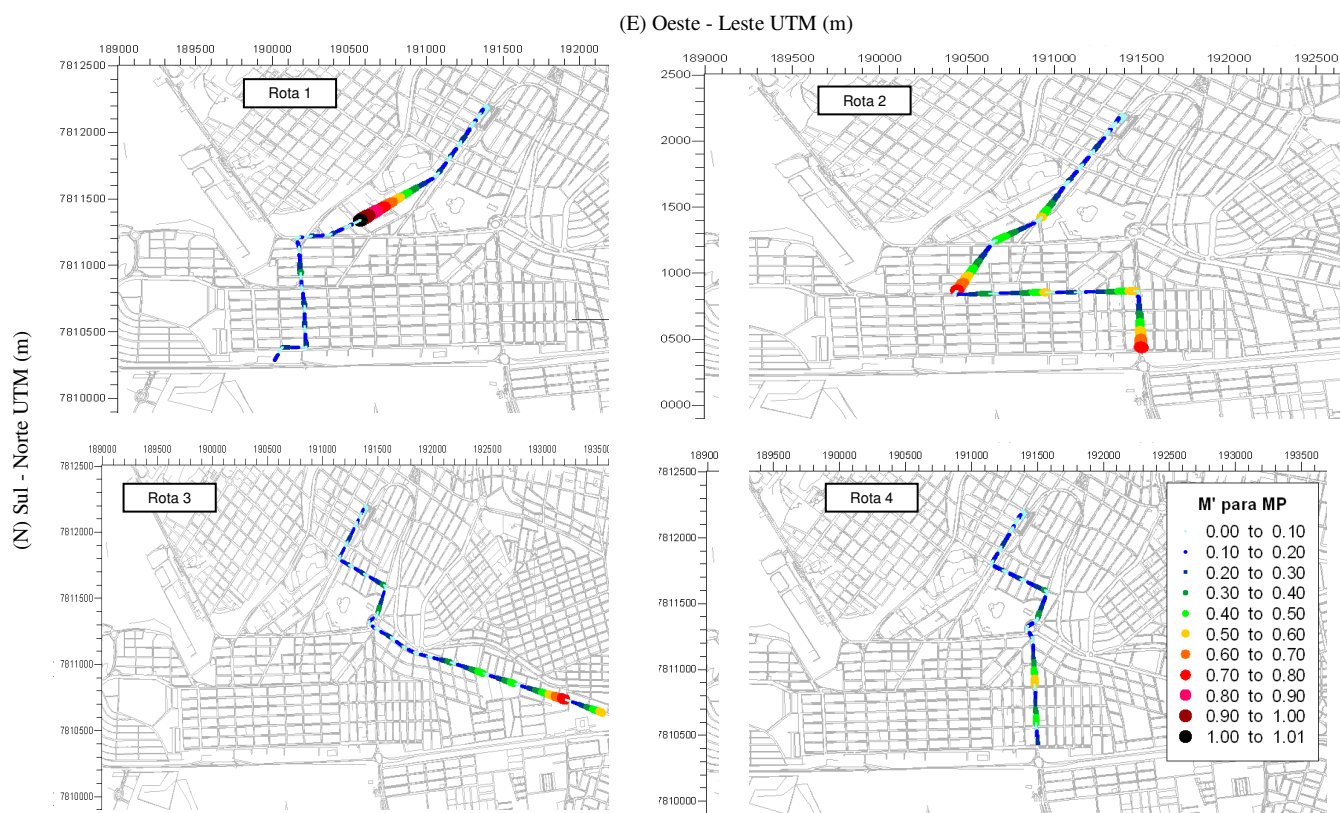 (E) Oeste - Leste UTM (m)
(N) Sul - Norte UTM (m)
189000 189500 190000 190500 191000 191500 192000
7812500
7812000
7811500
7811000
7810500
7810000
Rota 1
189000 189500 190000 190500 191000 191500 192000 192500
2500
2000
1500
1000
0500
0000
Rota 2
189000 189500 190000 190500 191000 191500 192000 192500 193000 193500
7812500
7812000
7811500
7811000
7810500
7810000
Rota 3
18900 189500 190000 190500 191000 191500 192000 192500 193000 193500
7812500
7812000
7811500
7811000
7810500
7810000
Rota 4
M' para MP
0.00 to 0.10
0.10 to 0.20
0.20 to 0.30
0.30 to 0.40
0.40 to 0.50
0.50 to 0.60
0.60 to 0.70
0.70 to 0.80
0.80 to 0.90
0.90 to 1.00
1.00 to 1.01